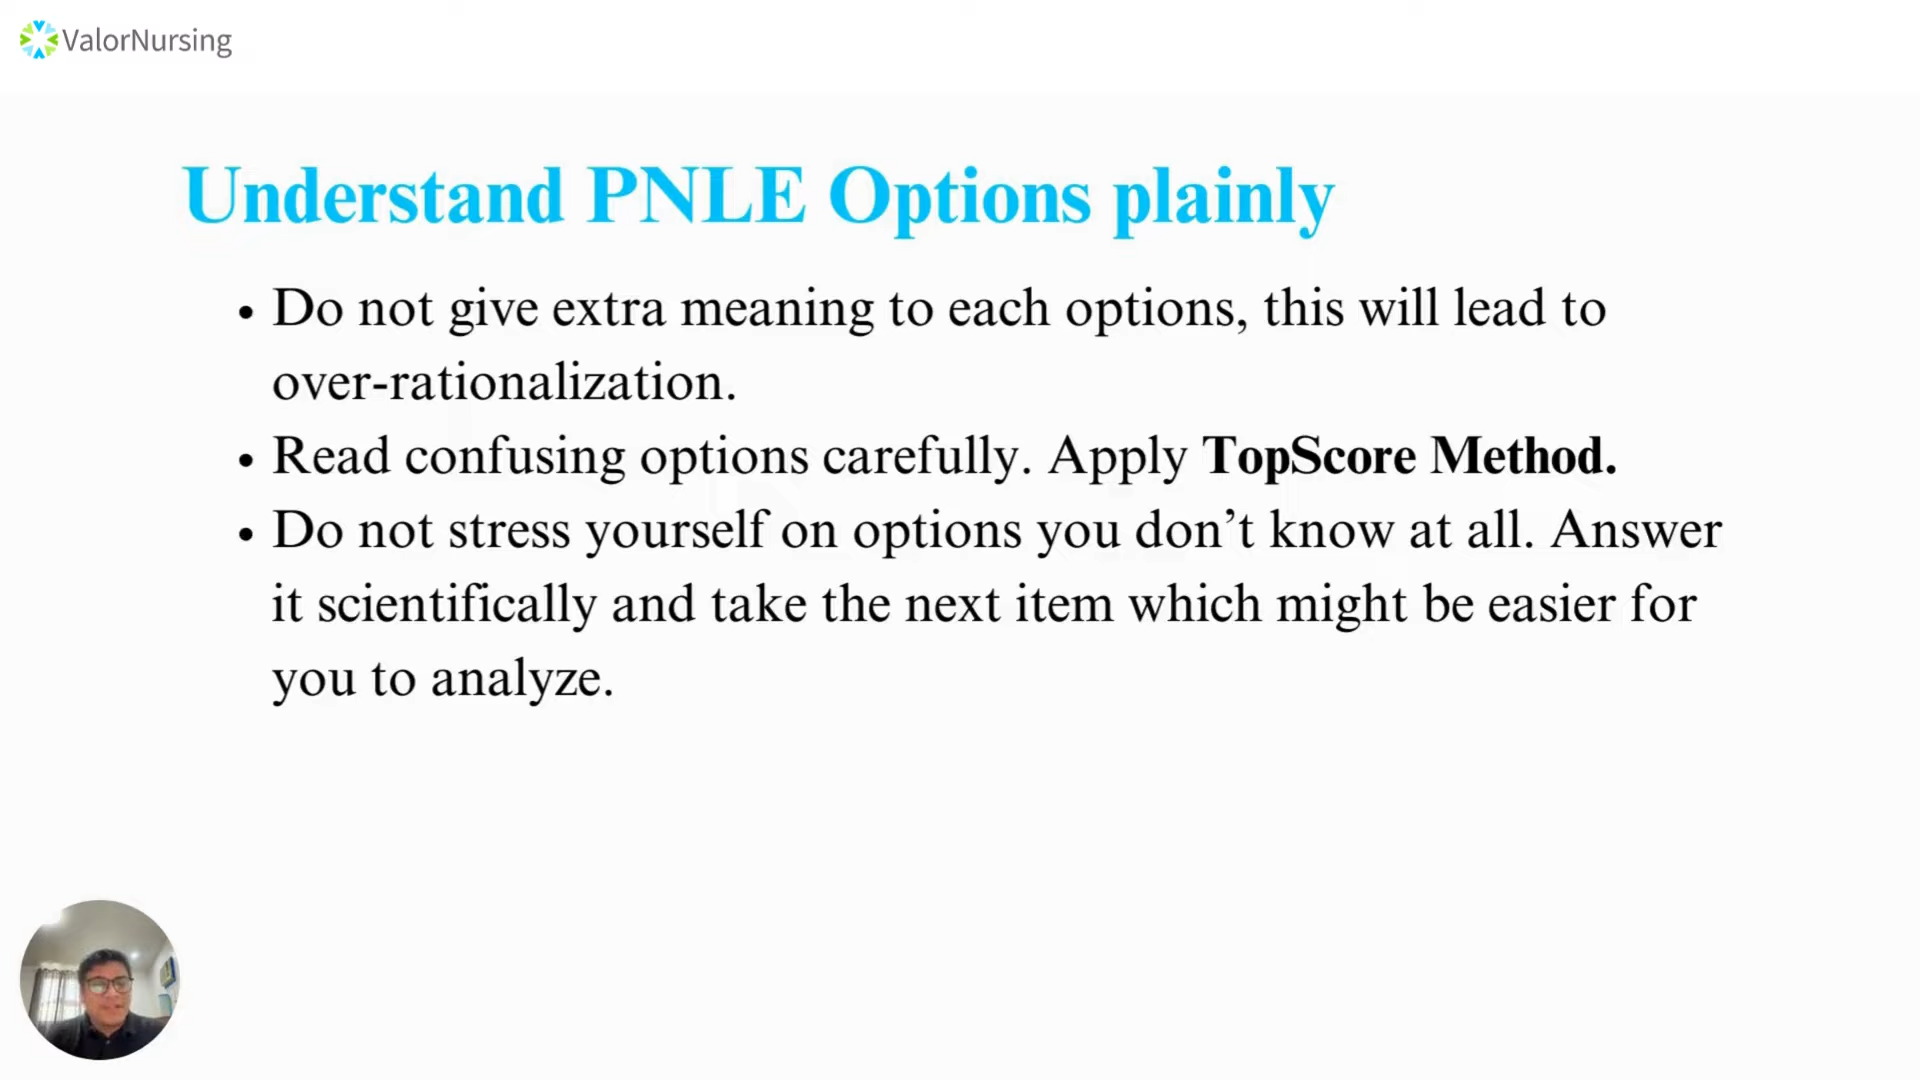 ValorNursing
Understand PNLE Options plainly
• Do not give extra meaning to each options, this will lead to
over-rationalization.
• Read confusing options carefully. Apply TopScore Method.
• Do not stress yourself on options you don’t know at all. Answer
it scientifically and take the next item which might be easier for
you to analyze.